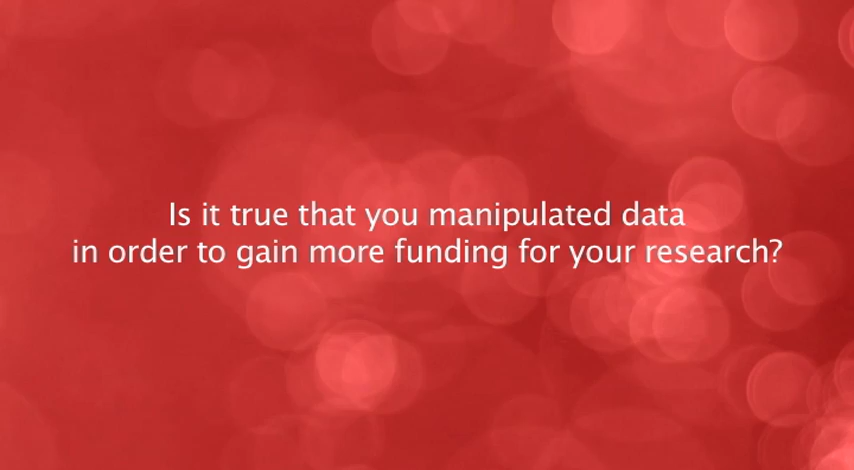 Is it true that you manipulated data
in order to gain more funding for your research?